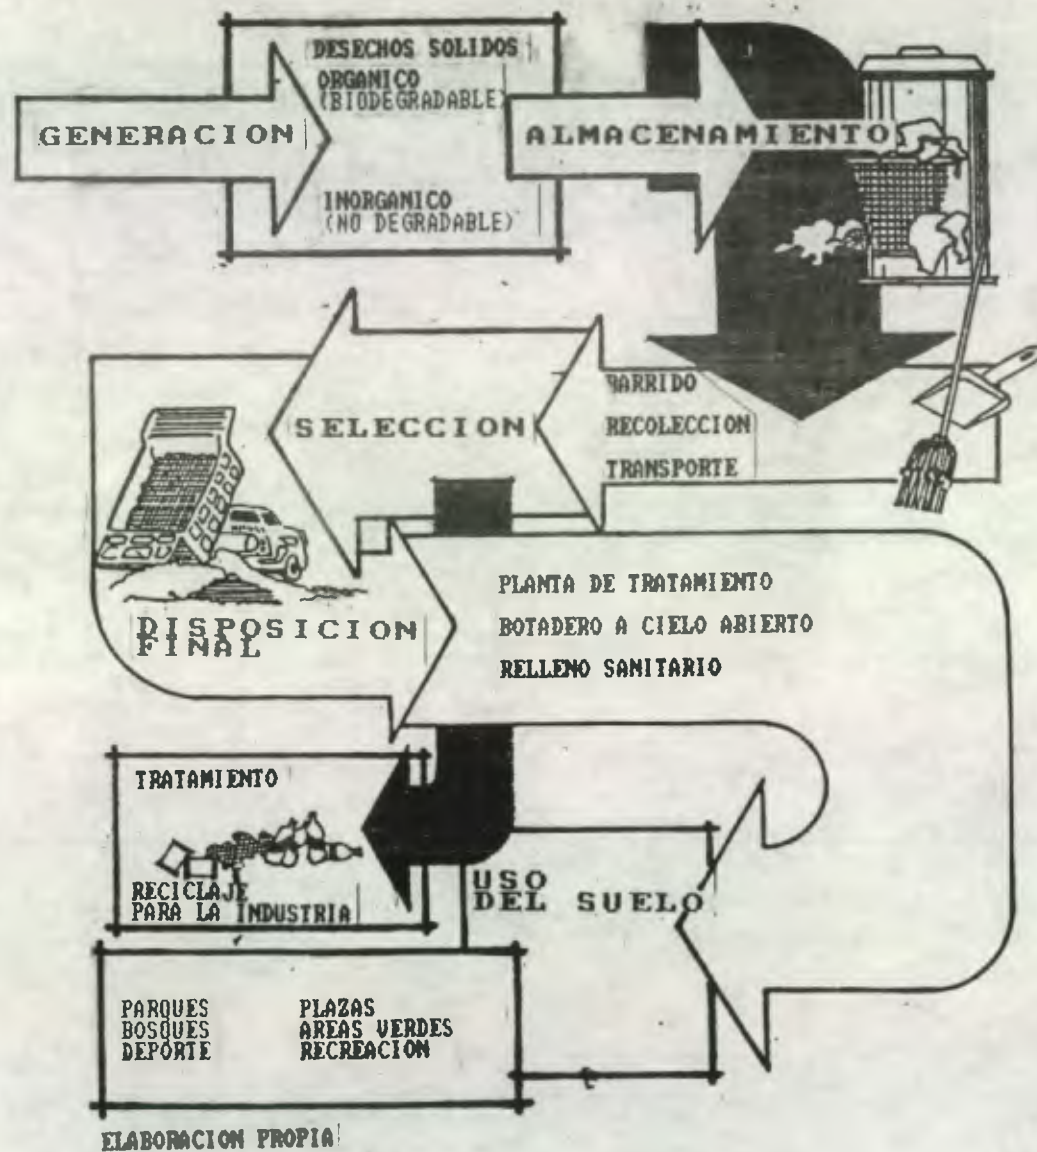 GENERACION
DESECHOS SOLIDOS
ORGANICO
(BIODEGRADABLE)
INORGANICO
(NO DEGRADABLE)
ALMACENAMIENTO
BARRIDO
RECOLECCION
TRANSPORTE
SELECCION
DISPOSICION
FINAL
PLANTA DE TRATAMIENTO
BOTADERO A CIELO ABIERTO
RELLENO SANITARIO
TRATAMIENTO
RECICLAJE
PARA LA INDUSTRIA
USO
DEL SUELO
PARQUES PLAZAS
BOSQUES AREAS VERDES
DEPORTE RECREACION
ELABORACION PROPIA